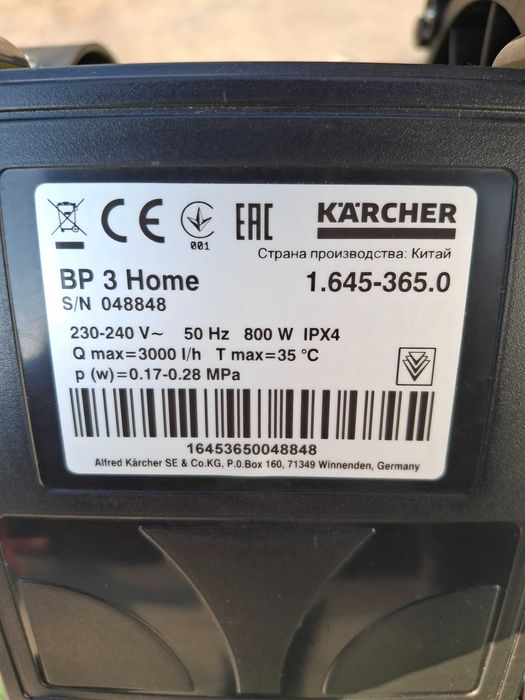 CE 001 EAC KÄRCHER
Страна производства: Китай
BP 3 Home 1.645-365.0
S/N 048848
230-240 V~ 50 Hz 800 W IPX4
Q max=3000 l/h T max=35 °C
p (w)=0.17-0.28 MPa
16453650048848
Alfred Kärcher SE & Co.KG, P.O.Box 160, 71349 Winnenden, Germany